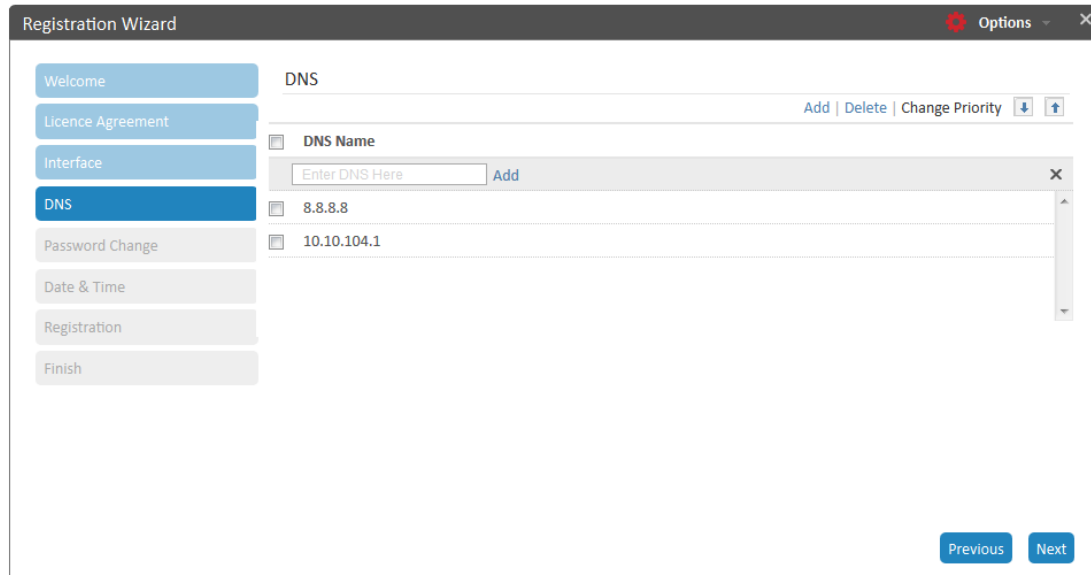 Registration Wizard
Options
Welcome
Licence Agreement
Interface
DNS
Password Change
Date & Time
Registration
Finish
DNS
Add | Delete | Change Priority
DNS Name
Enter DNS Here Add
8.8.8.8
10.10.104.1
Previous Next